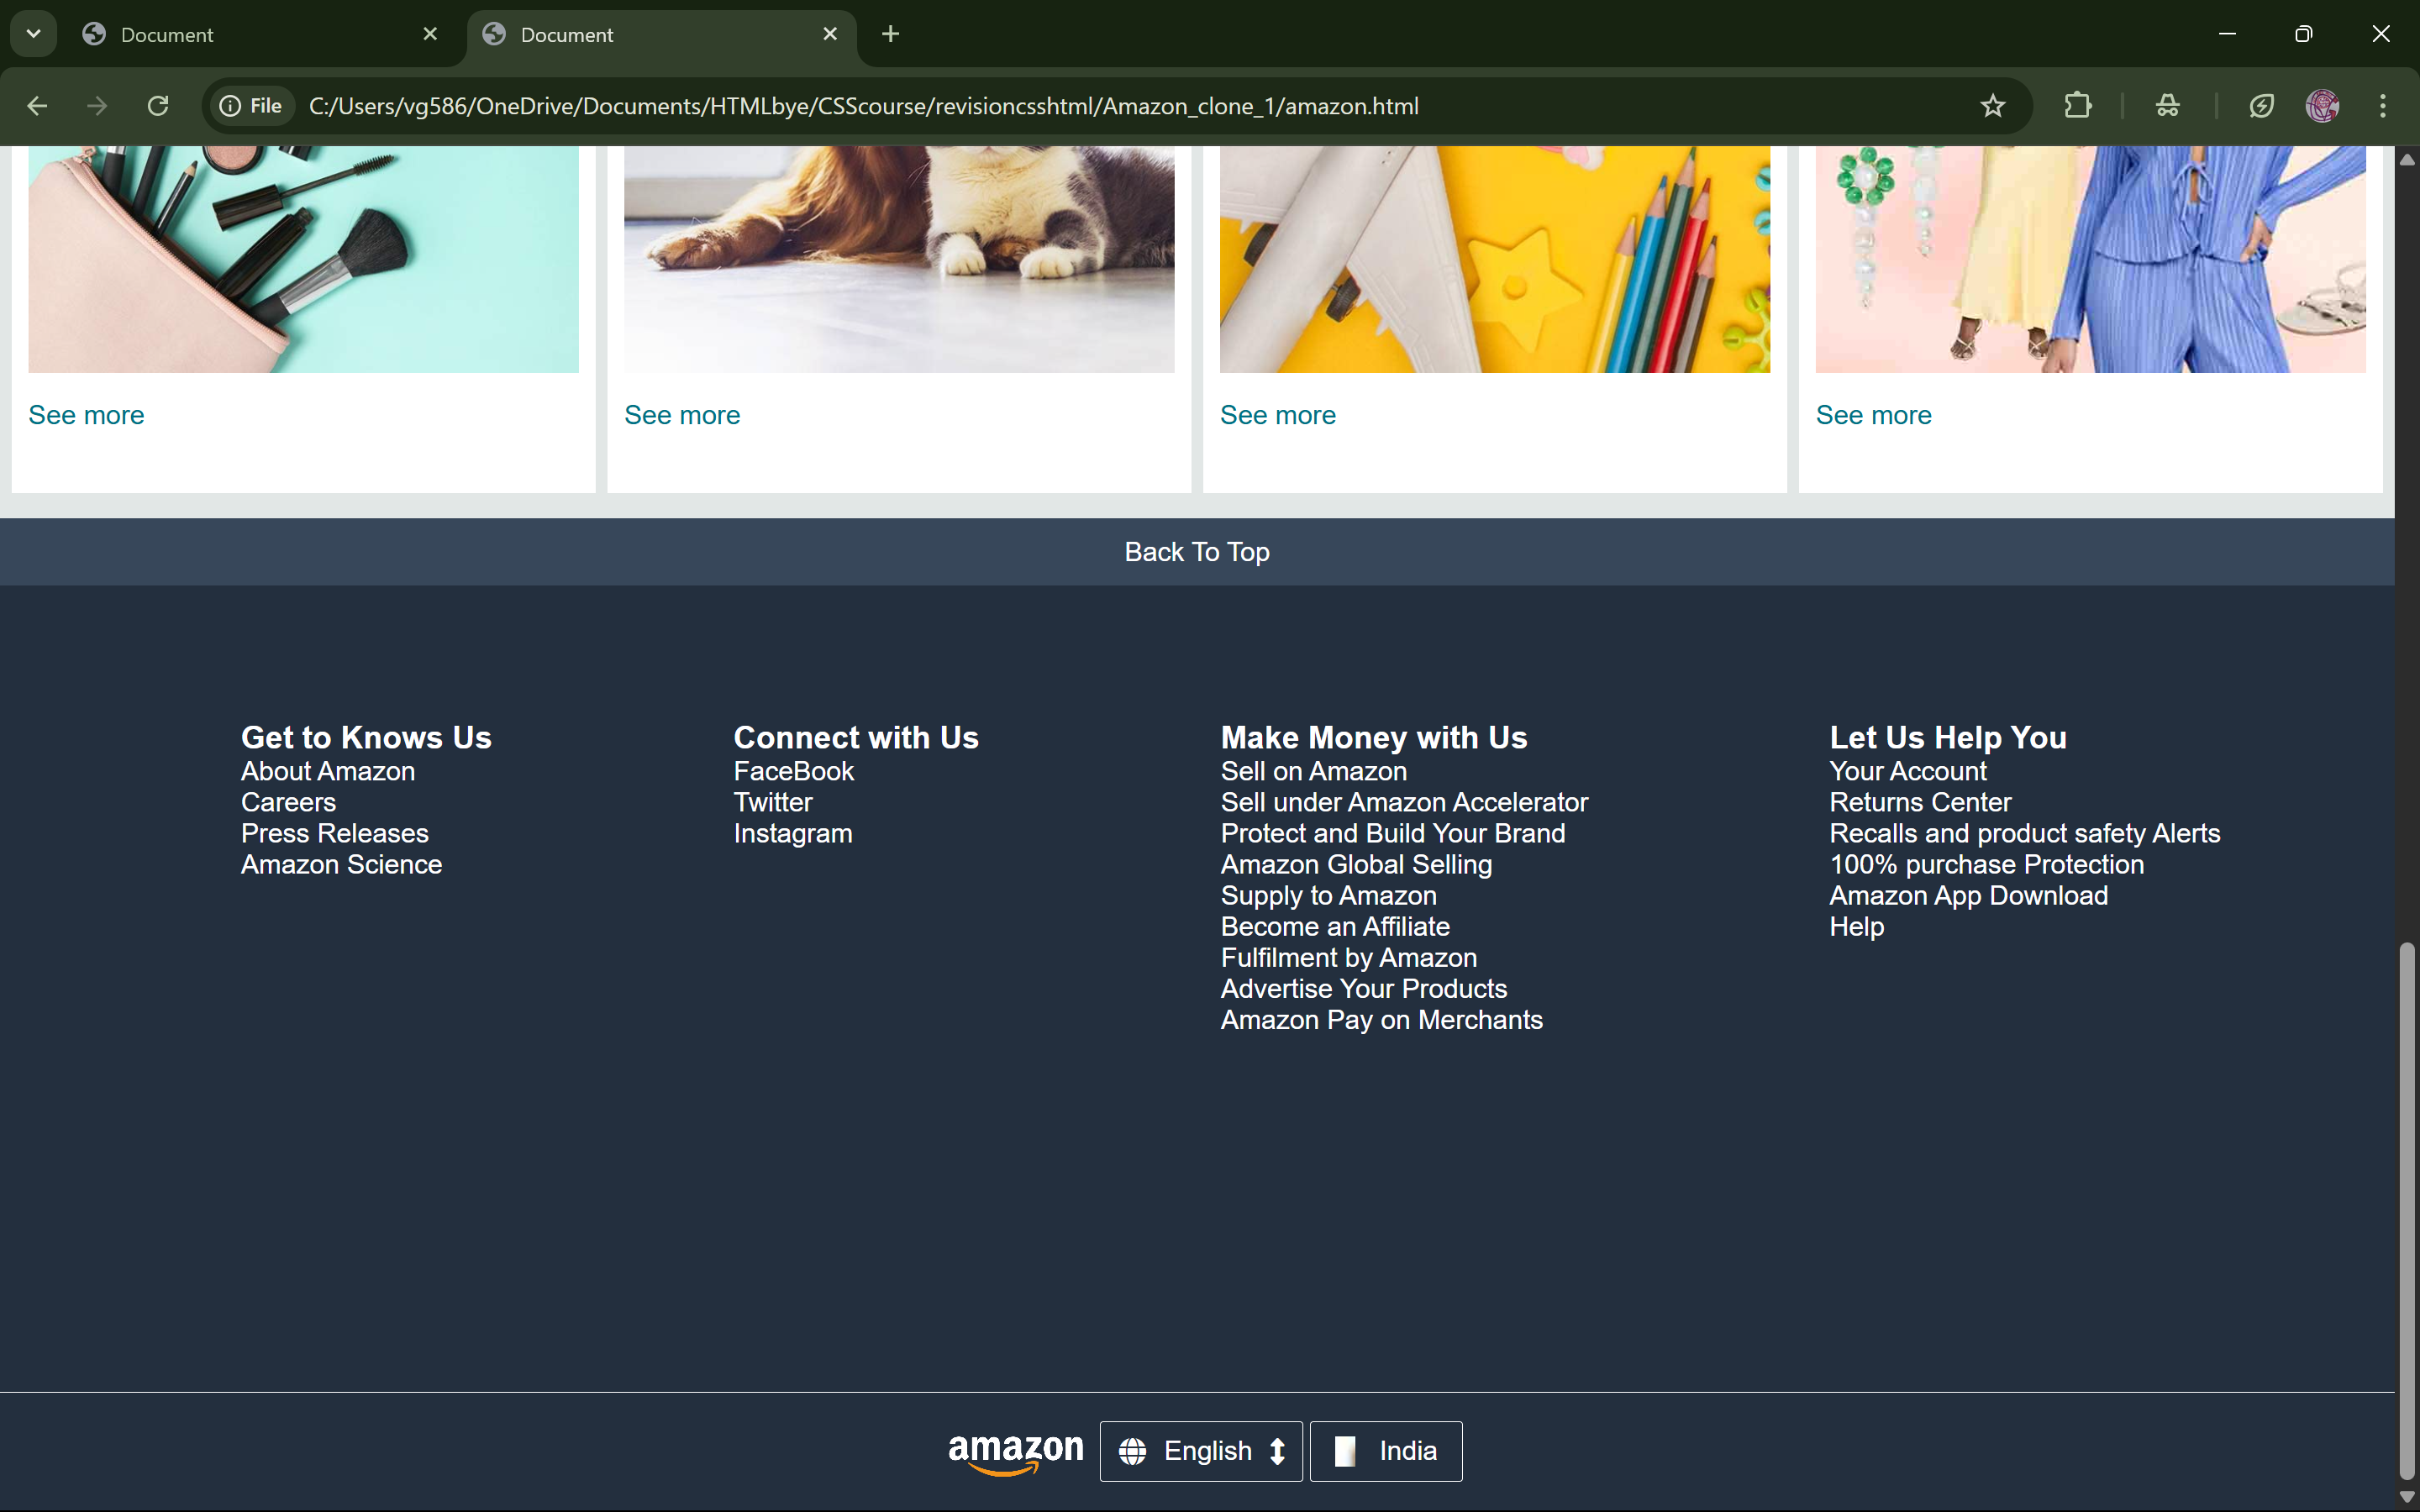 Document
Document
File
C:/Users/vg586/OneDrive/Documents/HTMLbye/CSScourse/revisioncsshtml/Amazon_clone_1/amazon.html
See more
See more
See more
See more
Back To Top
Get to Knows Us
About Amazon
Careers
Press Releases
Amazon Science
Connect with Us
FaceBook
Twitter
Instagram
Make Money with Us
Sell on Amazon
Sell under Amazon Accelerator
Protect and Build Your Brand
Amazon Global Selling
Supply to Amazon
Become an Affiliate
Fulfilment by Amazon
Advertise Your Products
Amazon Pay on Merchants
Let Us Help You
Your Account
Returns Center
Recalls and product safety Alerts
100% purchase Protection
Amazon App Download
Help
amazon
English
India